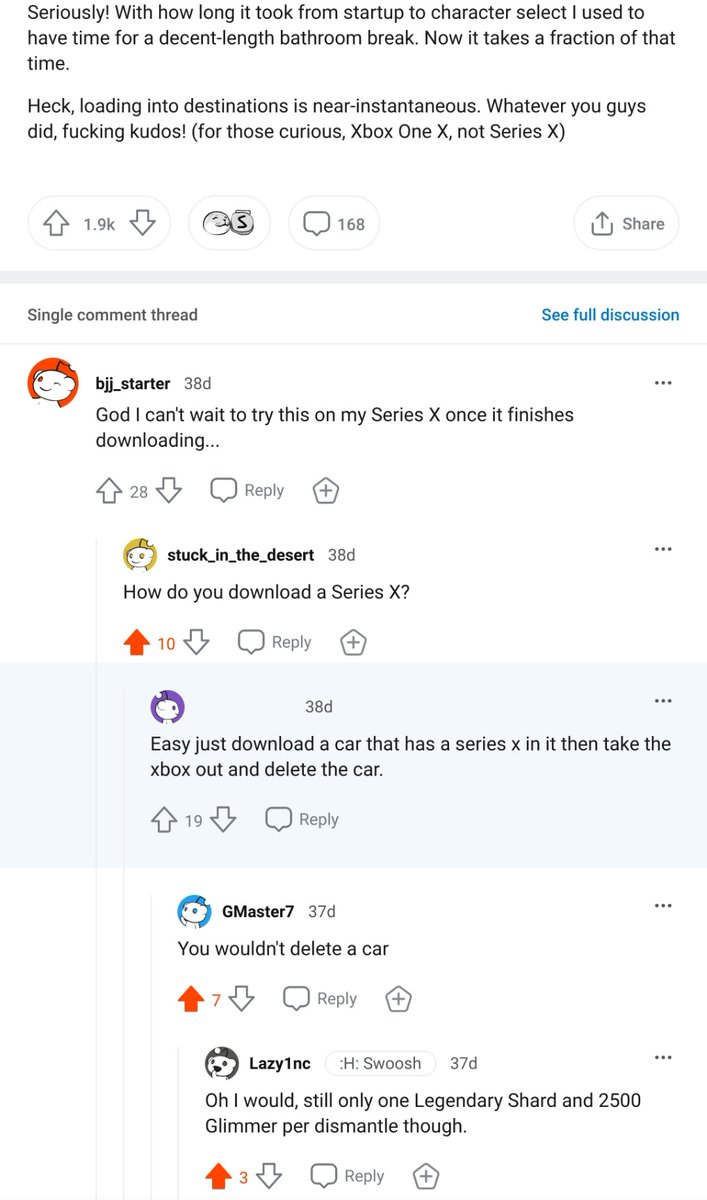 Seriously! With how long it took from startup to character select I used to
have time for a decent-length bathroom break. Now it takes a fraction of that
time.
Heck, loading into destinations is near-instantaneous. Whatever you guys
did, fucking kudos! (for those curious, Xbox One X, not Series X)
1.9k
S
168
Share
Single comment thread
See full discussion
bjj_starter 38d
God I can't wait to try this on my Series X once it finishes
downloading...
28 Reply
stuck_in_the_desert 38d
How do you download a Series X?
10 Reply
38d
Easy just download a car that has a series x in it then take the
xbox out and delete the car.
19 Reply
GMaster7 37d
You wouldn't delete a car
7 Reply
Lazy1nc :H: Swoosh 37d
Oh I would, still only one Legendary Shard and 2500
Glimmer per dismantle though.
3 Reply